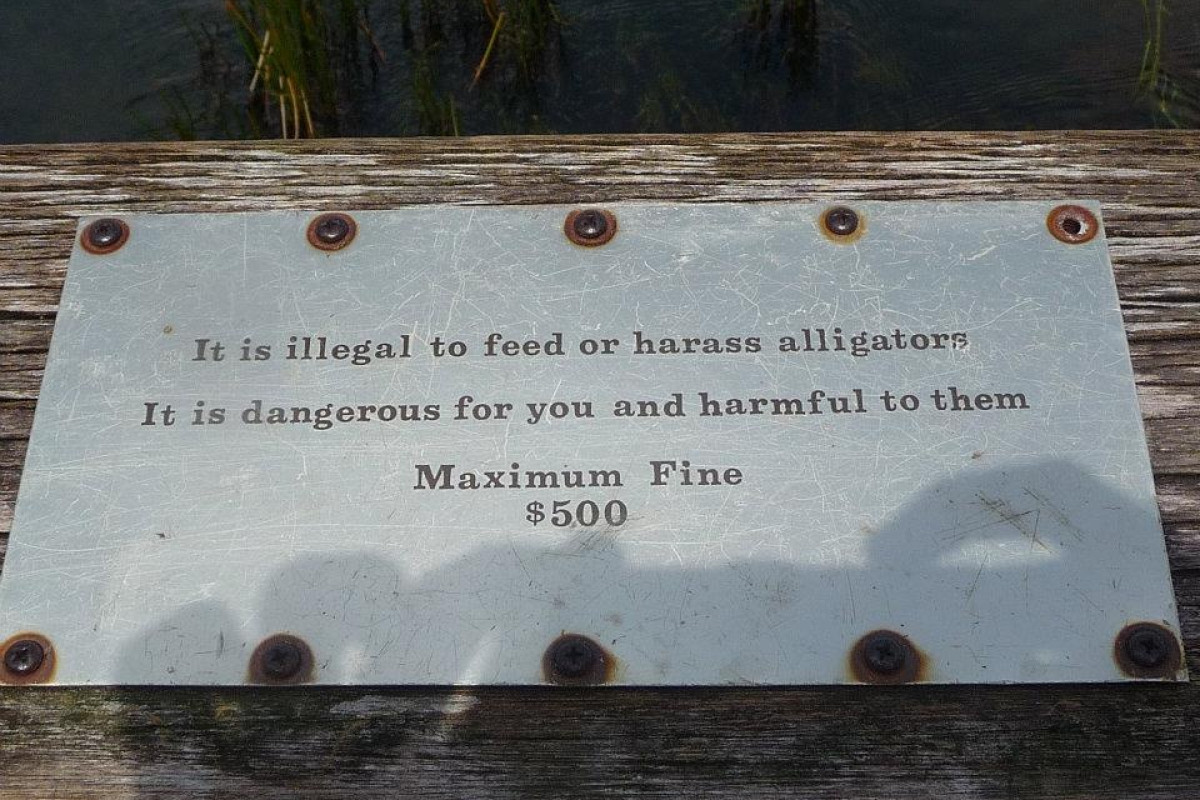 It is illegal to feed or harass alligators
It is dangerous for you and harmful to them
Maximum Fine
$500